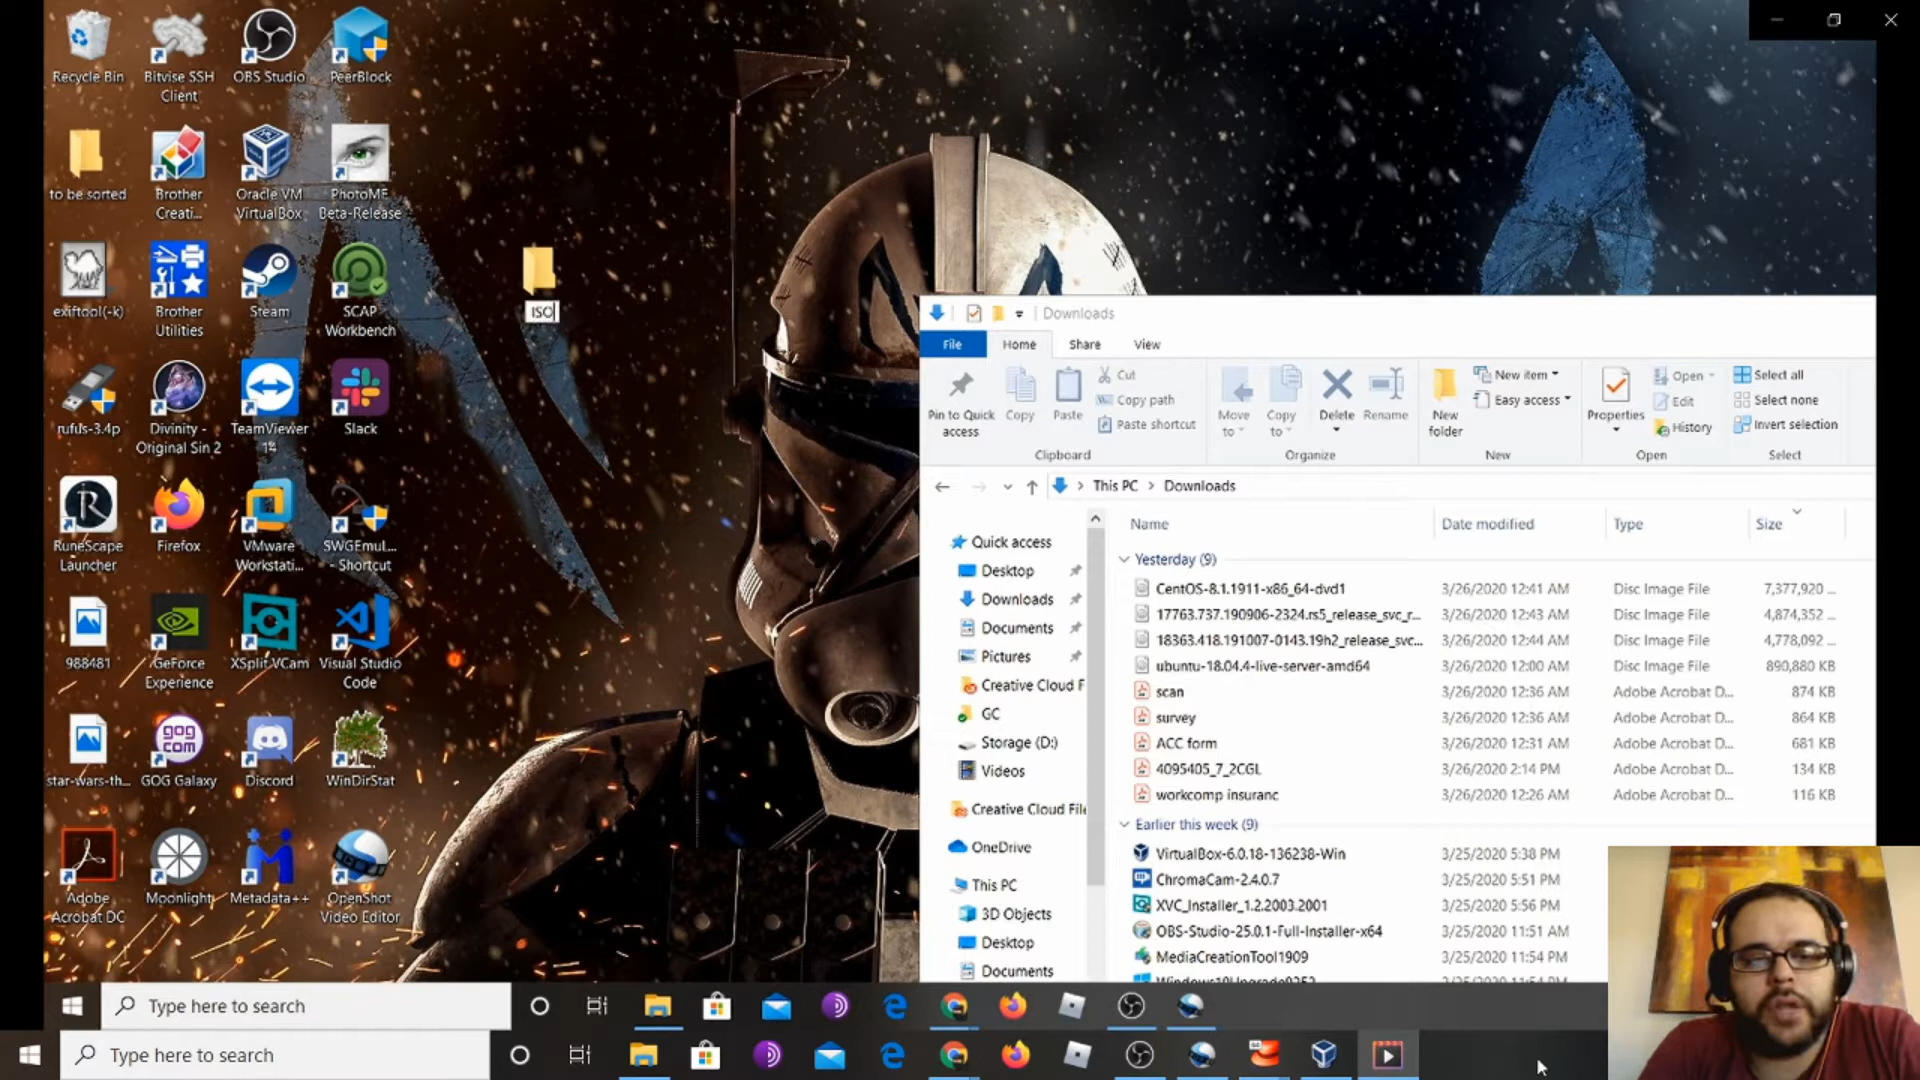 Recycle Bin
Bitvise SSH
Client
OBS Studio
PeerBlock
to be sorted
Brother
Creati...
Oracle VM
VirtualBox
PhotoME
Beta-Release
exiftool(-k)
Brother
Utilities
Steam
SCAP
Workbench
ISO
rufus-3.4p
Divinity -
Original Sin 2
TeamViewer
14
Slack
RuneScape
Launcher
Firefox
VMware
Workstati...
SWGEmul...
- Shortcut
988481
GeForce
Experience
XSplit VCam
Visual Studio
Code
star-wars-th...
GOG Galaxy
Discord
WinDirStat
Adobe
Acrobat DC
Moonlight
Metadata++
OpenShot
Video Editor
Downloads
File
Home
Share
View
Pin to Quick
access
Copy
Paste
Cut
Copy path
Paste shortcut
Clipboard
Move
to
Copy
to
Delete
Rename
Organize
New
folder
New item
Easy access
New
Properties
Open
Edit
History
Open
Select all
Select none
Invert selection
Select
This PC > Downloads
Name Date modified Type Size
Quick access
Desktop
Downloads
Documents
Pictures
Creative Cloud F
GC
Storage (D:)
Videos
Creative Cloud File
OneDrive
This PC
3D Objects
Desktop
Documents
Yesterday (9)
CentOS-8.1.1911-x86_64-dvd1 3/26/2020 12:41 AM Disc Image File 7,377,920 ...
17763.737.190906-2324.rs5_release_svc_r... 3/26/2020 12:43 AM Disc Image File 4,874,352 ...
18363.418.191007-0143.19h2_release_svc... 3/26/2020 12:44 AM Disc Image File 4,778,092 ...
ubuntu-18.04.4-live-server-amd64 3/26/2020 12:00 AM Disc Image File 890,880 KB
scan 3/26/2020 12:36 AM Adobe Acrobat D... 874 KB
survey 3/26/2020 12:36 AM Adobe Acrobat D... 864 KB
ACC form 3/26/2020 12:31 AM Adobe Acrobat D... 681 KB
4095405_7_2CGL 3/26/2020 2:14 PM Adobe Acrobat D... 134 KB
workcomp insuranc 3/26/2020 12:26 AM Adobe Acrobat D... 116 KB
Earlier this week (9)
VirtualBox-6.0.18-136238-Win 3/25/2020 5:38 PM
ChromaCam-2.4.0.7 3/25/2020 5:51 PM
XVC_Installer_1.2.2003.2001 3/25/2020 5:56 PM
OBS-Studio-25.0.1-Full-Installer-x64 3/25/2020 11:51 AM
MediaCreationTool1909 3/25/2020 11:54 PM
Type here to search
Type here to search